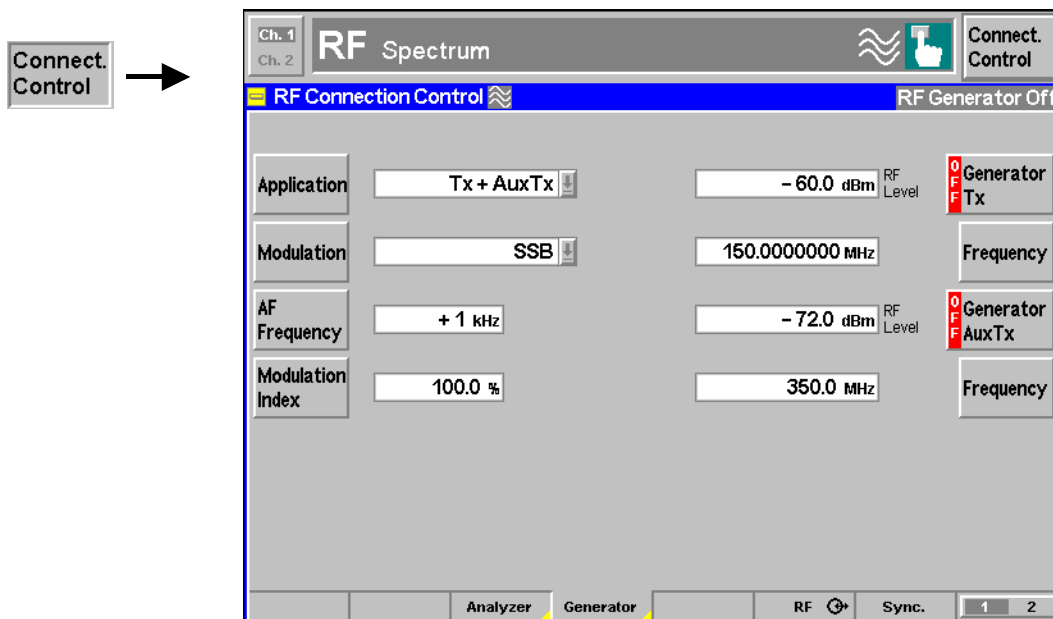 Connect.
Control
Ch. 1
Ch. 2
RF Spectrum
Connect.
Control
RF Connection Control
RF Generator Off
Application
Tx + AuxTx
- 60.0 dBm
RF
Level
OFF
Generator
Tx
Modulation
SSB
150.0000000 MHz
Frequency
AF
Frequency
+ 1 kHz
- 72.0 dBm
RF
Level
OFF
Generator
AuxTx
Modulation
Index
100.0 %
350.0 MHz
Frequency
Analyzer
Generator
RF
Sync.
1 2